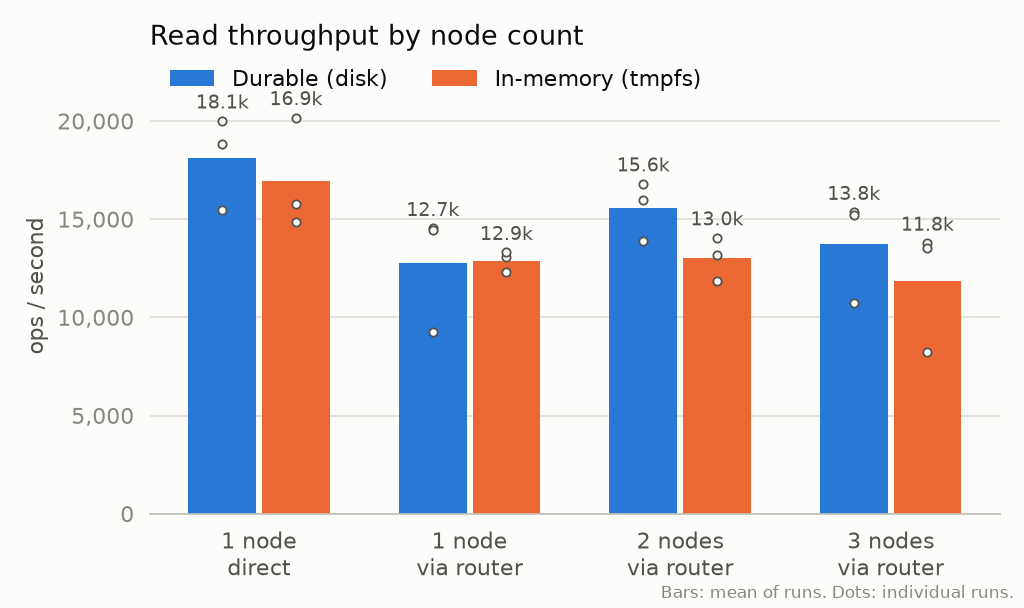 Read throughput by node count
Durable (disk) In-memory (tmpfs)
18.1k 16.9k
20,000
15.6k
13.8k
12.7k
13.0k
15,000
11.8k
12.9k
ops / second
10,000
5,000
0
1 node
direct
1 node
via router
2 nodes
via router
3 nodes
via router
Bars: mean of runs. Dots: individual runs.